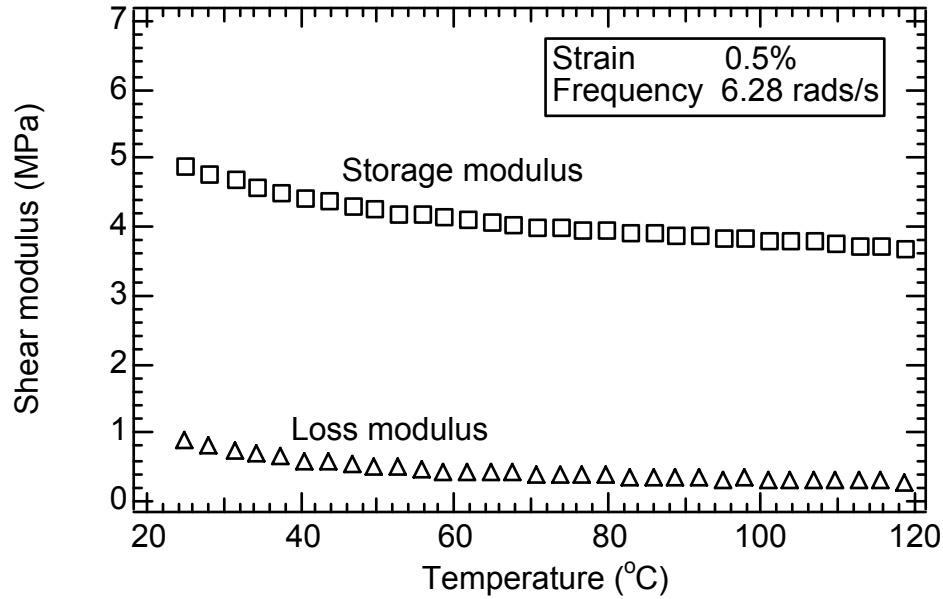 Shear modulus (MPa)
7
6
5
4
3
2
1
0
Strain 0.5%
Frequency 6.28 rads/s
Storage modulus
Loss modulus
20 40 60 80 100 120
Temperature (°C)